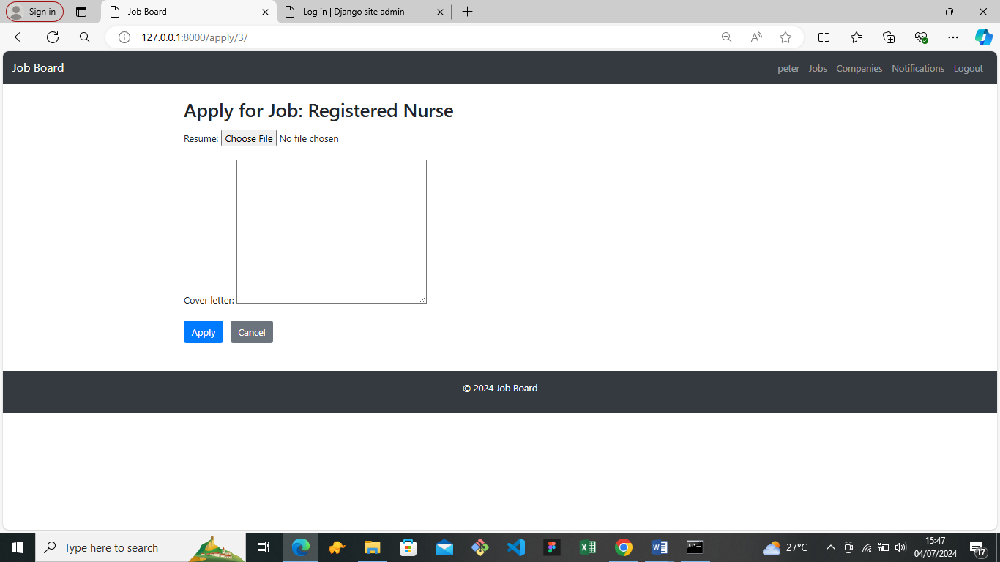 Sign in
Job Board
Log in | Django site admin
127.0.0.1:8000/apply/3/
Job Board
peter Jobs Companies Notifications Logout
Apply for Job: Registered Nurse
Resume: Choose File No file chosen
Cover letter:
Apply Cancel
© 2024 Job Board
Type here to search
27°C
15:47
04/07/2024
17